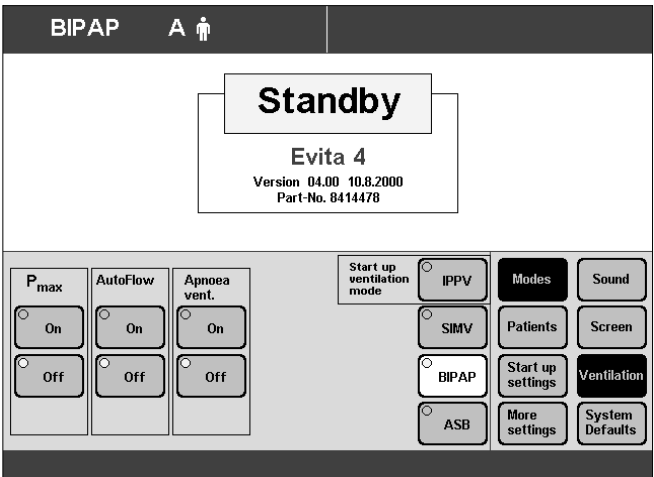 BIPAP A
Standby
Evita 4
Version 04.00 10.8.2000
Part-No. 8414478
Pmax
On
Off
AutoFlow
On
Off
Apnoea
vent.
On
Off
Start up
ventilation
mode
IPPV
SIMV
BIPAP
ASB
Modes
Patients
Start up
settings
More
settings
Sound
Screen
Ventilation
System
Defaults